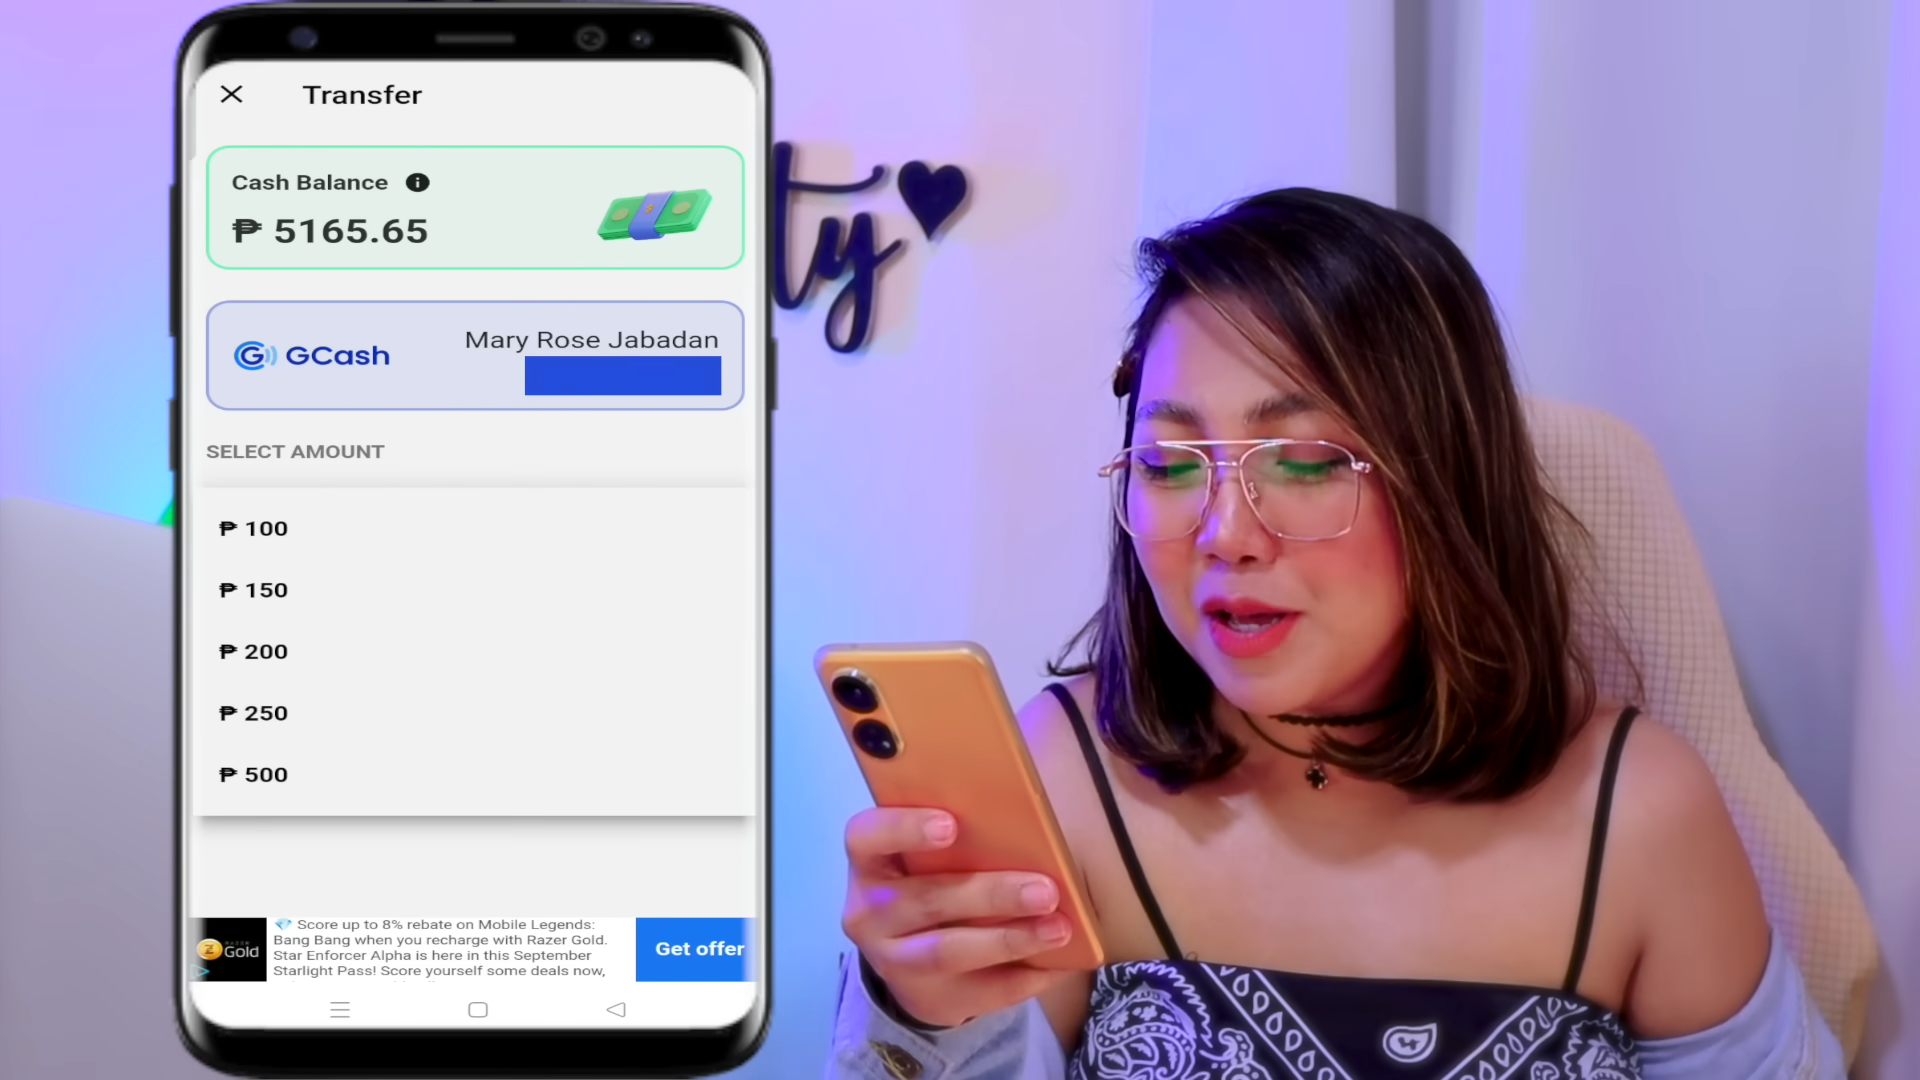 Transfer
Cash Balance
₱ 5165.65
GCash
Mary Rose Jabadan
SELECT AMOUNT
₱ 100
₱ 150
₱ 200
₱ 250
₱ 500
💎 Score up to 8% rebate on Mobile Legends:
Bang Bang when you recharge with Razer Gold.
Star Enforcer Alpha is here in this September
Starlight Pass! Score yourself some deals now,
RAZER
Gold
Get offer
ty